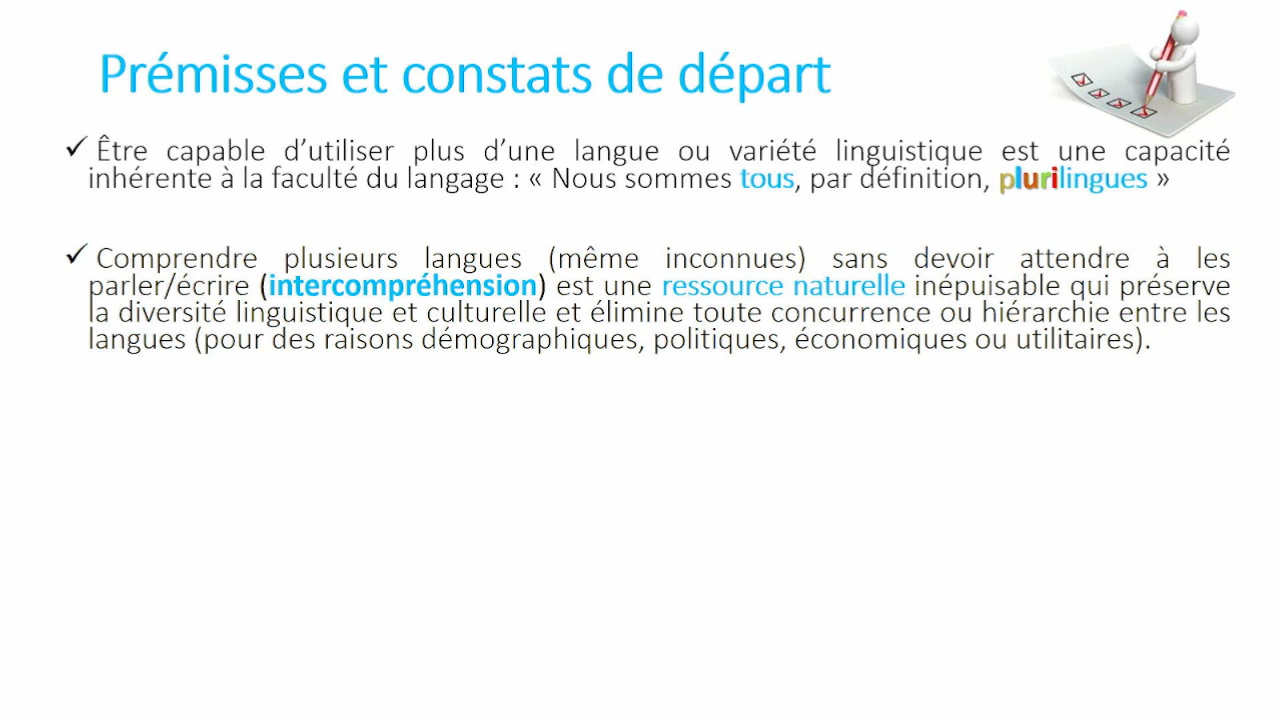 Prémisses et constats de départ
✓ Être capable d’utiliser plus d’une langue ou variété linguistique est une capacité
inhérente à la faculté du langage : « Nous sommes tous, par définition, plurilingues »
✓ Comprendre plusieurs langues (même inconnues) sans devoir attendre à les
parler/écrire (intercompréhension) est une ressource naturelle inépuisable qui préserve
la diversité linguistique et culturelle et élimine toute concurrence ou hiérarchie entre les
langues (pour des raisons démographiques, politiques, économiques ou utilitaires).